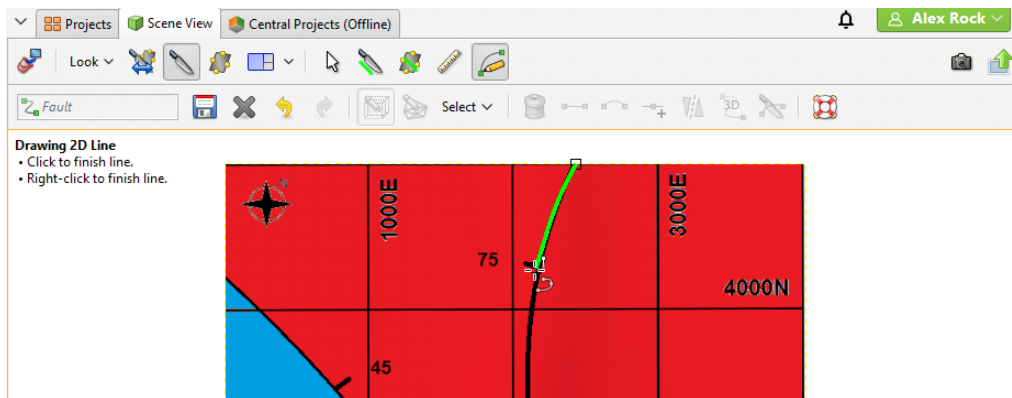 Projects
Scene View
Central Projects (Offline)
Alex Rock
Look
Fault
Select
3D
Drawing 2D Line
• Click to finish line.
• Right-click to finish line.
N
1000E
3000E
75
4000N
45